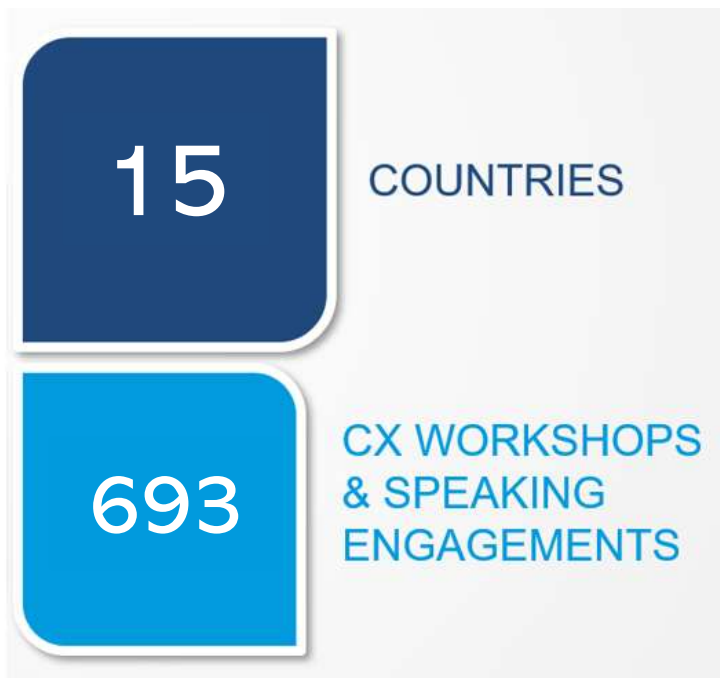 15
COUNTRIES
693
CX WORKSHOPS
& SPEAKING
ENGAGEMENTS